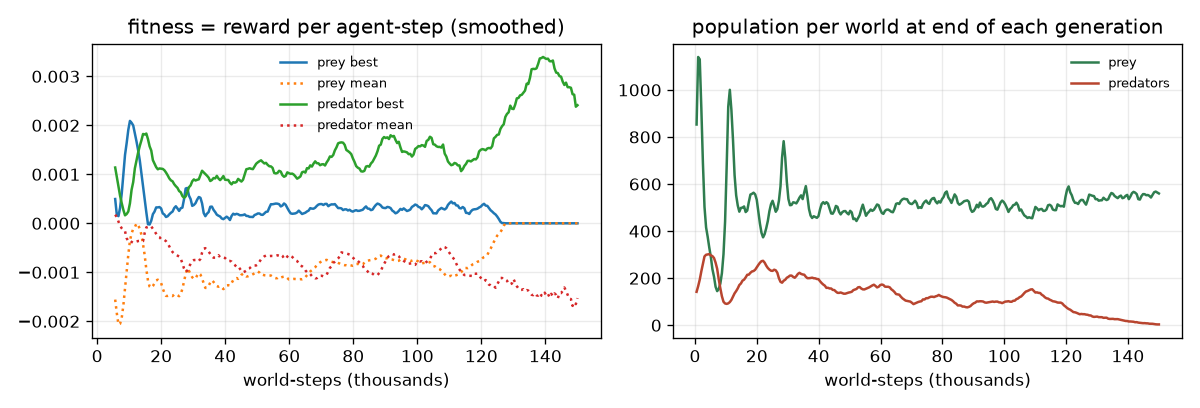 fitness = reward per agent-step (smoothed)
prey best
prey mean
predator best
predator mean
0.003
0.002
0.001
0.000
−0.001
−0.002
0 20 40 60 80 100 120 140
world-steps (thousands)
population per world at end of each generation
prey
predators
1000
800
600
400
200
0
0 20 40 60 80 100 120 140
world-steps (thousands)